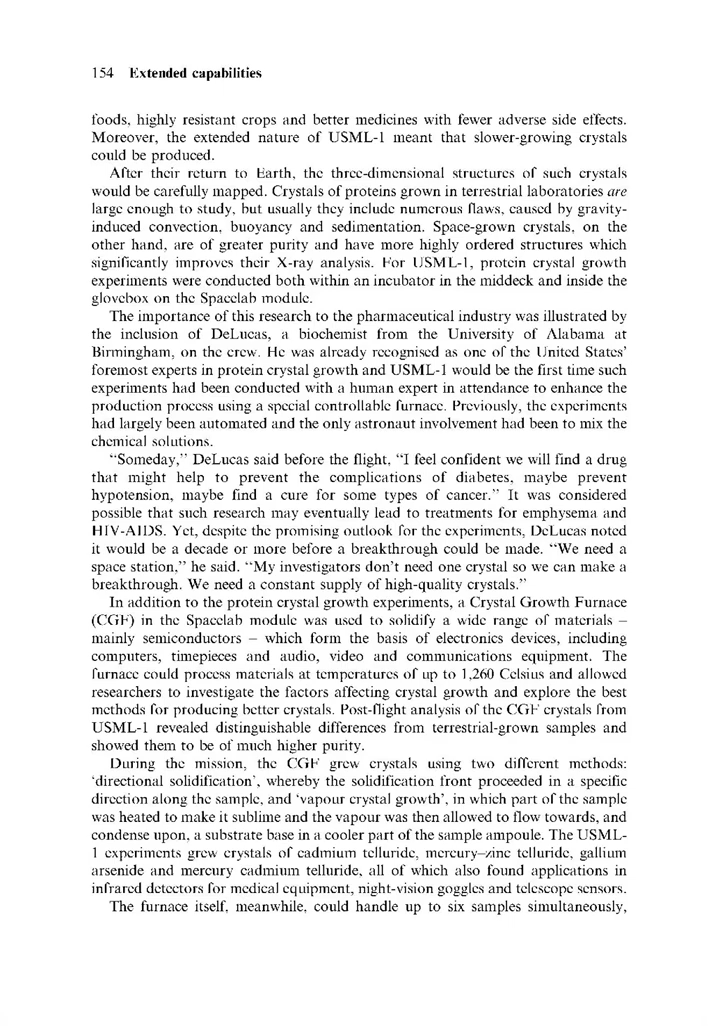 154 Extended capabilities
foods, highly resistant crops and better medicines with fewer adverse side effects.
Moreover, the extended nature of USML-1 meant that slower-growing crystals
could be produced.
After their return to Earth, the three-dimensional structures of such crystals
would be carefully mapped. Crystals of proteins grown in terrestrial laboratories are
large enough to study, but usually they include numerous flaws, caused by gravity-
induced convection, buoyancy and sedimentation. Space-grown crystals, on the
other hand, are of greater purity and have more highly ordered structures which
significantly improves their X-ray analysis. For USML-1, protein crystal growth
experiments were conducted both within an incubator in the middeck and inside the
glovebox on the Spacelab module.
The importance of this research to the pharmaceutical industry was illustrated by
the inclusion of DeLucas, a biochemist from the University of Alabama at
Birmingham, on the crew. He was already recognised as one of the United States'
foremost experts in protein crystal growth and USML-1 would be the first time such
experiments had been conducted with a human expert in attendance to enhance the
production process using a special controllable furnace. Previously, the experiments
had largely been automated and the only astronaut involvement had been to mix the
chemical solutions.
"Someday," DeLucas said before the flight, "I feel confident we will find a drug
that might help to prevent the complications of diabetes, maybe prevent
hypotension, maybe find a cure for some types of cancer." It was considered
possible that such research may eventually lead to treatments for emphysema and
HIV-AIDS. Yet, despite the promising outlook for the experiments, DeLucas noted
it would be a decade or more before a breakthrough could be made. "We need a
space station," he said. "My investigators don't need one crystal so we can make a
breakthrough. We need a constant supply of high-quality crystals."
In addition to the protein crystal growth experiments, a Crystal Growth Furnace
(CGF) in the Spacelab module was used to solidify a wide range of materials –
mainly semiconductors – which form the basis of electronics devices, including
computers, timepieces and audio, video and communications equipment. The
furnace could process materials at temperatures of up to 1,260 Celsius and allowed
researchers to investigate the factors affecting crystal growth and explore the best
methods for producing better crystals. Post-flight analysis of the CGF crystals from
USML-1 revealed distinguishable differences from terrestrial-grown samples and
showed them to be of much higher purity.
During the mission, the CGF grew crystals using two different methods:
'directional solidification', whereby the solidification front proceeded in a specific
direction along the sample, and 'vapour crystal growth', in which part of the sample
was heated to make it sublime and the vapour was then allowed to flow towards, and
condense upon, a substrate base in a cooler part of the sample ampoule. The USML-
1 experiments grew crystals of cadmium telluride, mercury–zinc telluride, gallium
arsenide and mercury cadmium telluride, all of which also found applications in
infrared detectors for medical equipment, night-vision goggles and telescope sensors.
The furnace itself, meanwhile, could handle up to six samples simultaneously,